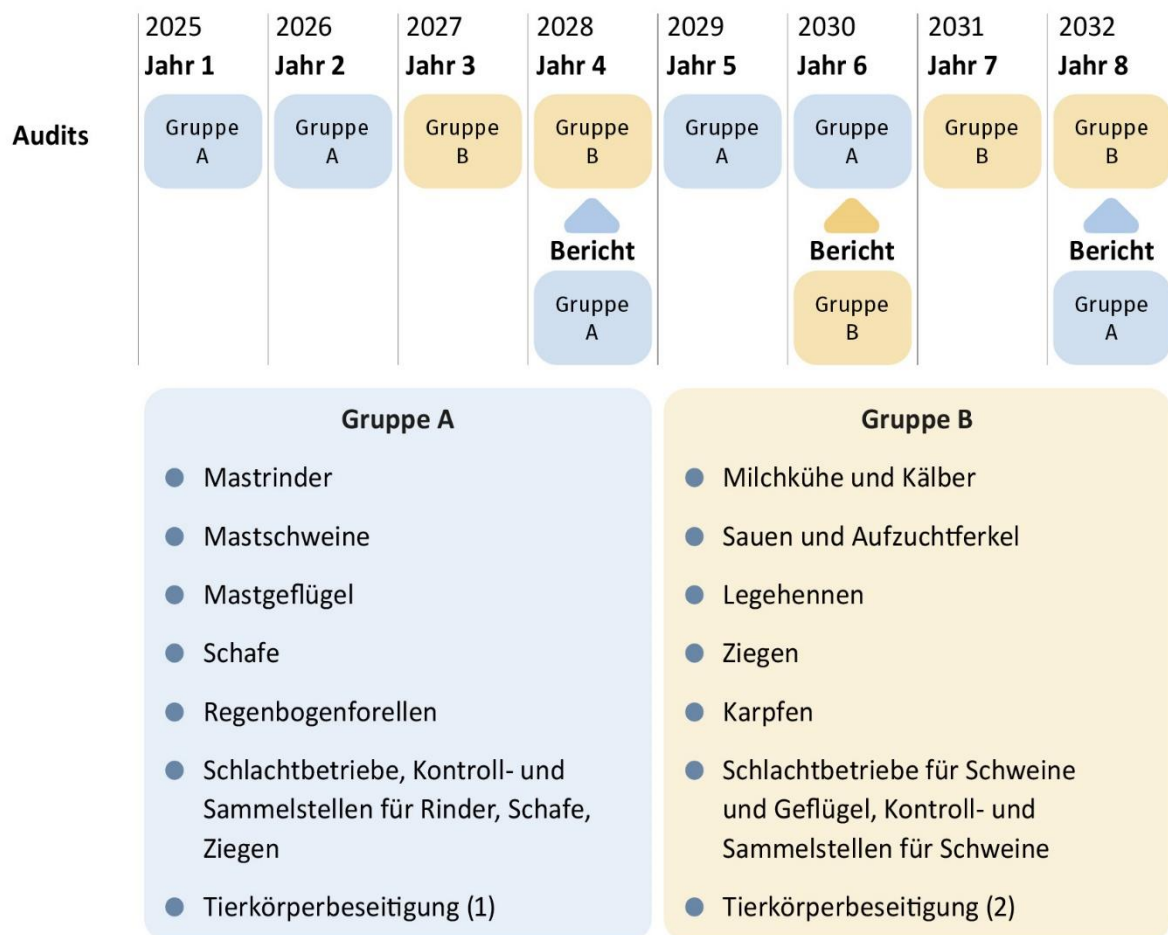 2025 2026 2027 2028 2029 2030 2031 2032
Jahr 1 Jahr 2 Jahr 3 Jahr 4 Jahr 5 Jahr 6 Jahr 7 Jahr 8
Audits
Gruppe A
Gruppe A
Gruppe B
Gruppe B
Gruppe A
Gruppe A
Gruppe B
Gruppe B
Bericht
Gruppe A
Bericht
Gruppe B
Bericht
Gruppe A
Gruppe A
Mastrinder
Mastschweine
Mastgeflügel
Schafe
Regenbogenforellen
Schlachtbetriebe, Kontroll- und
Sammelstellen für Rinder, Schafe,
Ziegen
Tierkörperbeseitigung (1)
Gruppe B
Milchkühe und Kälber
Sauen und Aufzuchtferkel
Legehennen
Ziegen
Karpfen
Schlachtbetriebe für Schweine
und Geflügel, Kontroll- und
Sammelstellen für Schweine
Tierkörperbeseitigung (2)